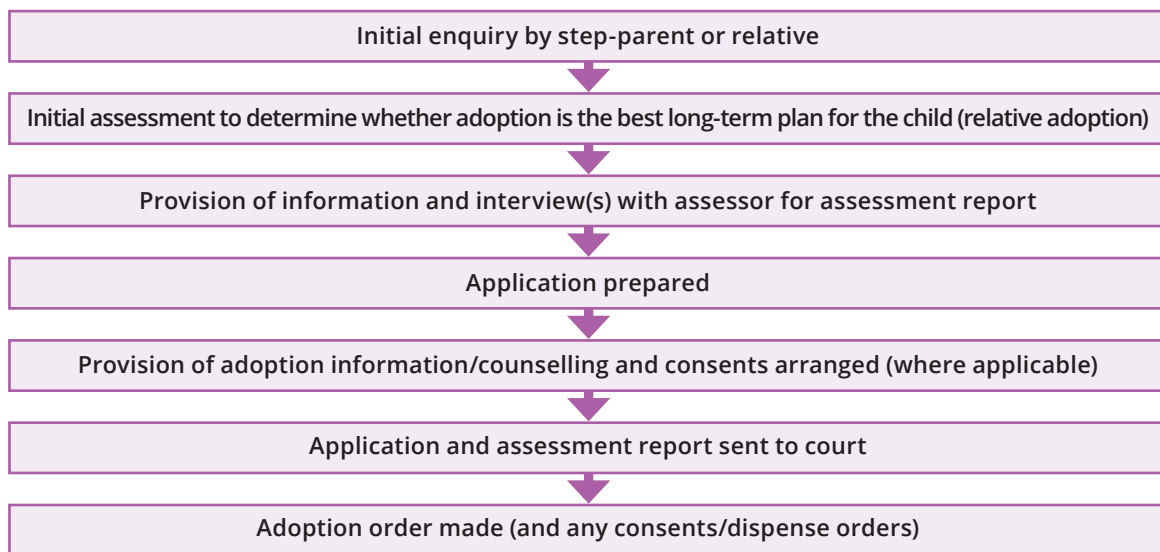 Initial enquiry by step-parent or relative
Initial assessment to determine whether adoption is the best long-term plan for the child (relative adoption)
Provision of information and interview(s) with assessor for assessment report
Application prepared
Provision of adoption information/counselling and consents arranged (where applicable)
Application and assessment report sent to court
Adoption order made (and any consents/dispense orders)